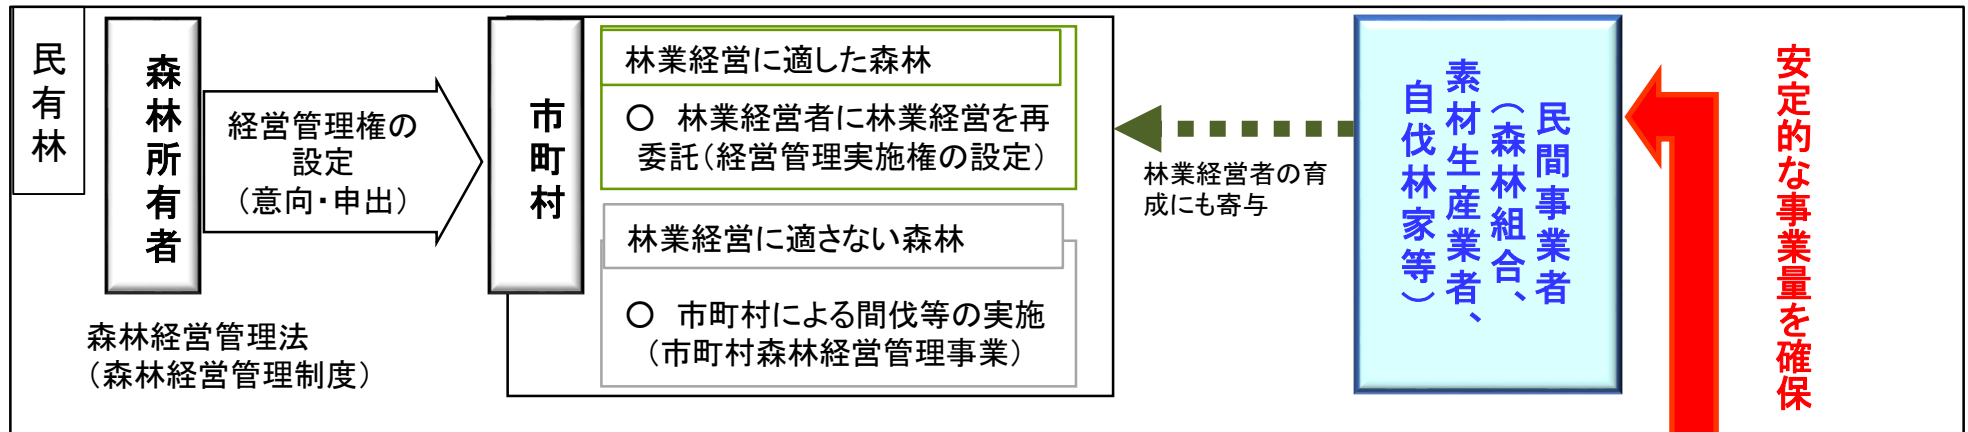 民有林
森林所有者
経営管理権の
設定
（意向・申出）
森林経営管理法
（森林経営管理制度）
市町村
林業経営に適した森林
○ 林業経営者に林業経営を再
委託（経営管理実施権の設定）
林業経営に適さない森林
○ 市町村による間伐等の実施
（市町村森林経営管理事業）
林業経営者の育
成にも寄与
民間事業者
（森林組合、
素材生産業者、
自伐林家等）
安定的な事業量を確保